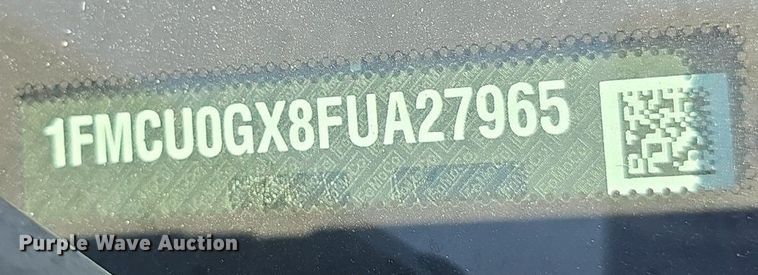 1FMCU0GX8FUA27965
Purple Wave Auction